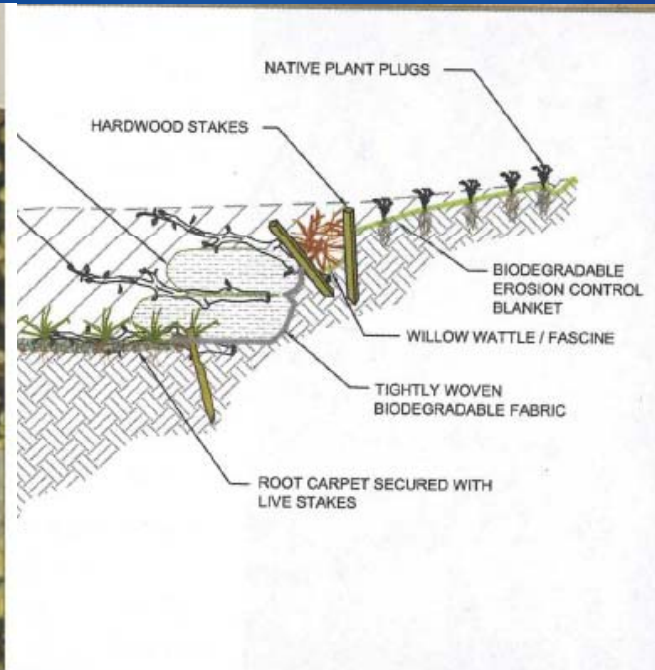 NATIVE PLANT PLUGS
HARDWOOD STAKES
BIODEGRADABLE
EROSION CONTROL
BLANKET
WILLOW WATTLE / FASCINE
TIGHTLY WOVEN
BIODEGRADABLE FABRIC
ROOT CARPET SECURED WITH
LIVE STAKES